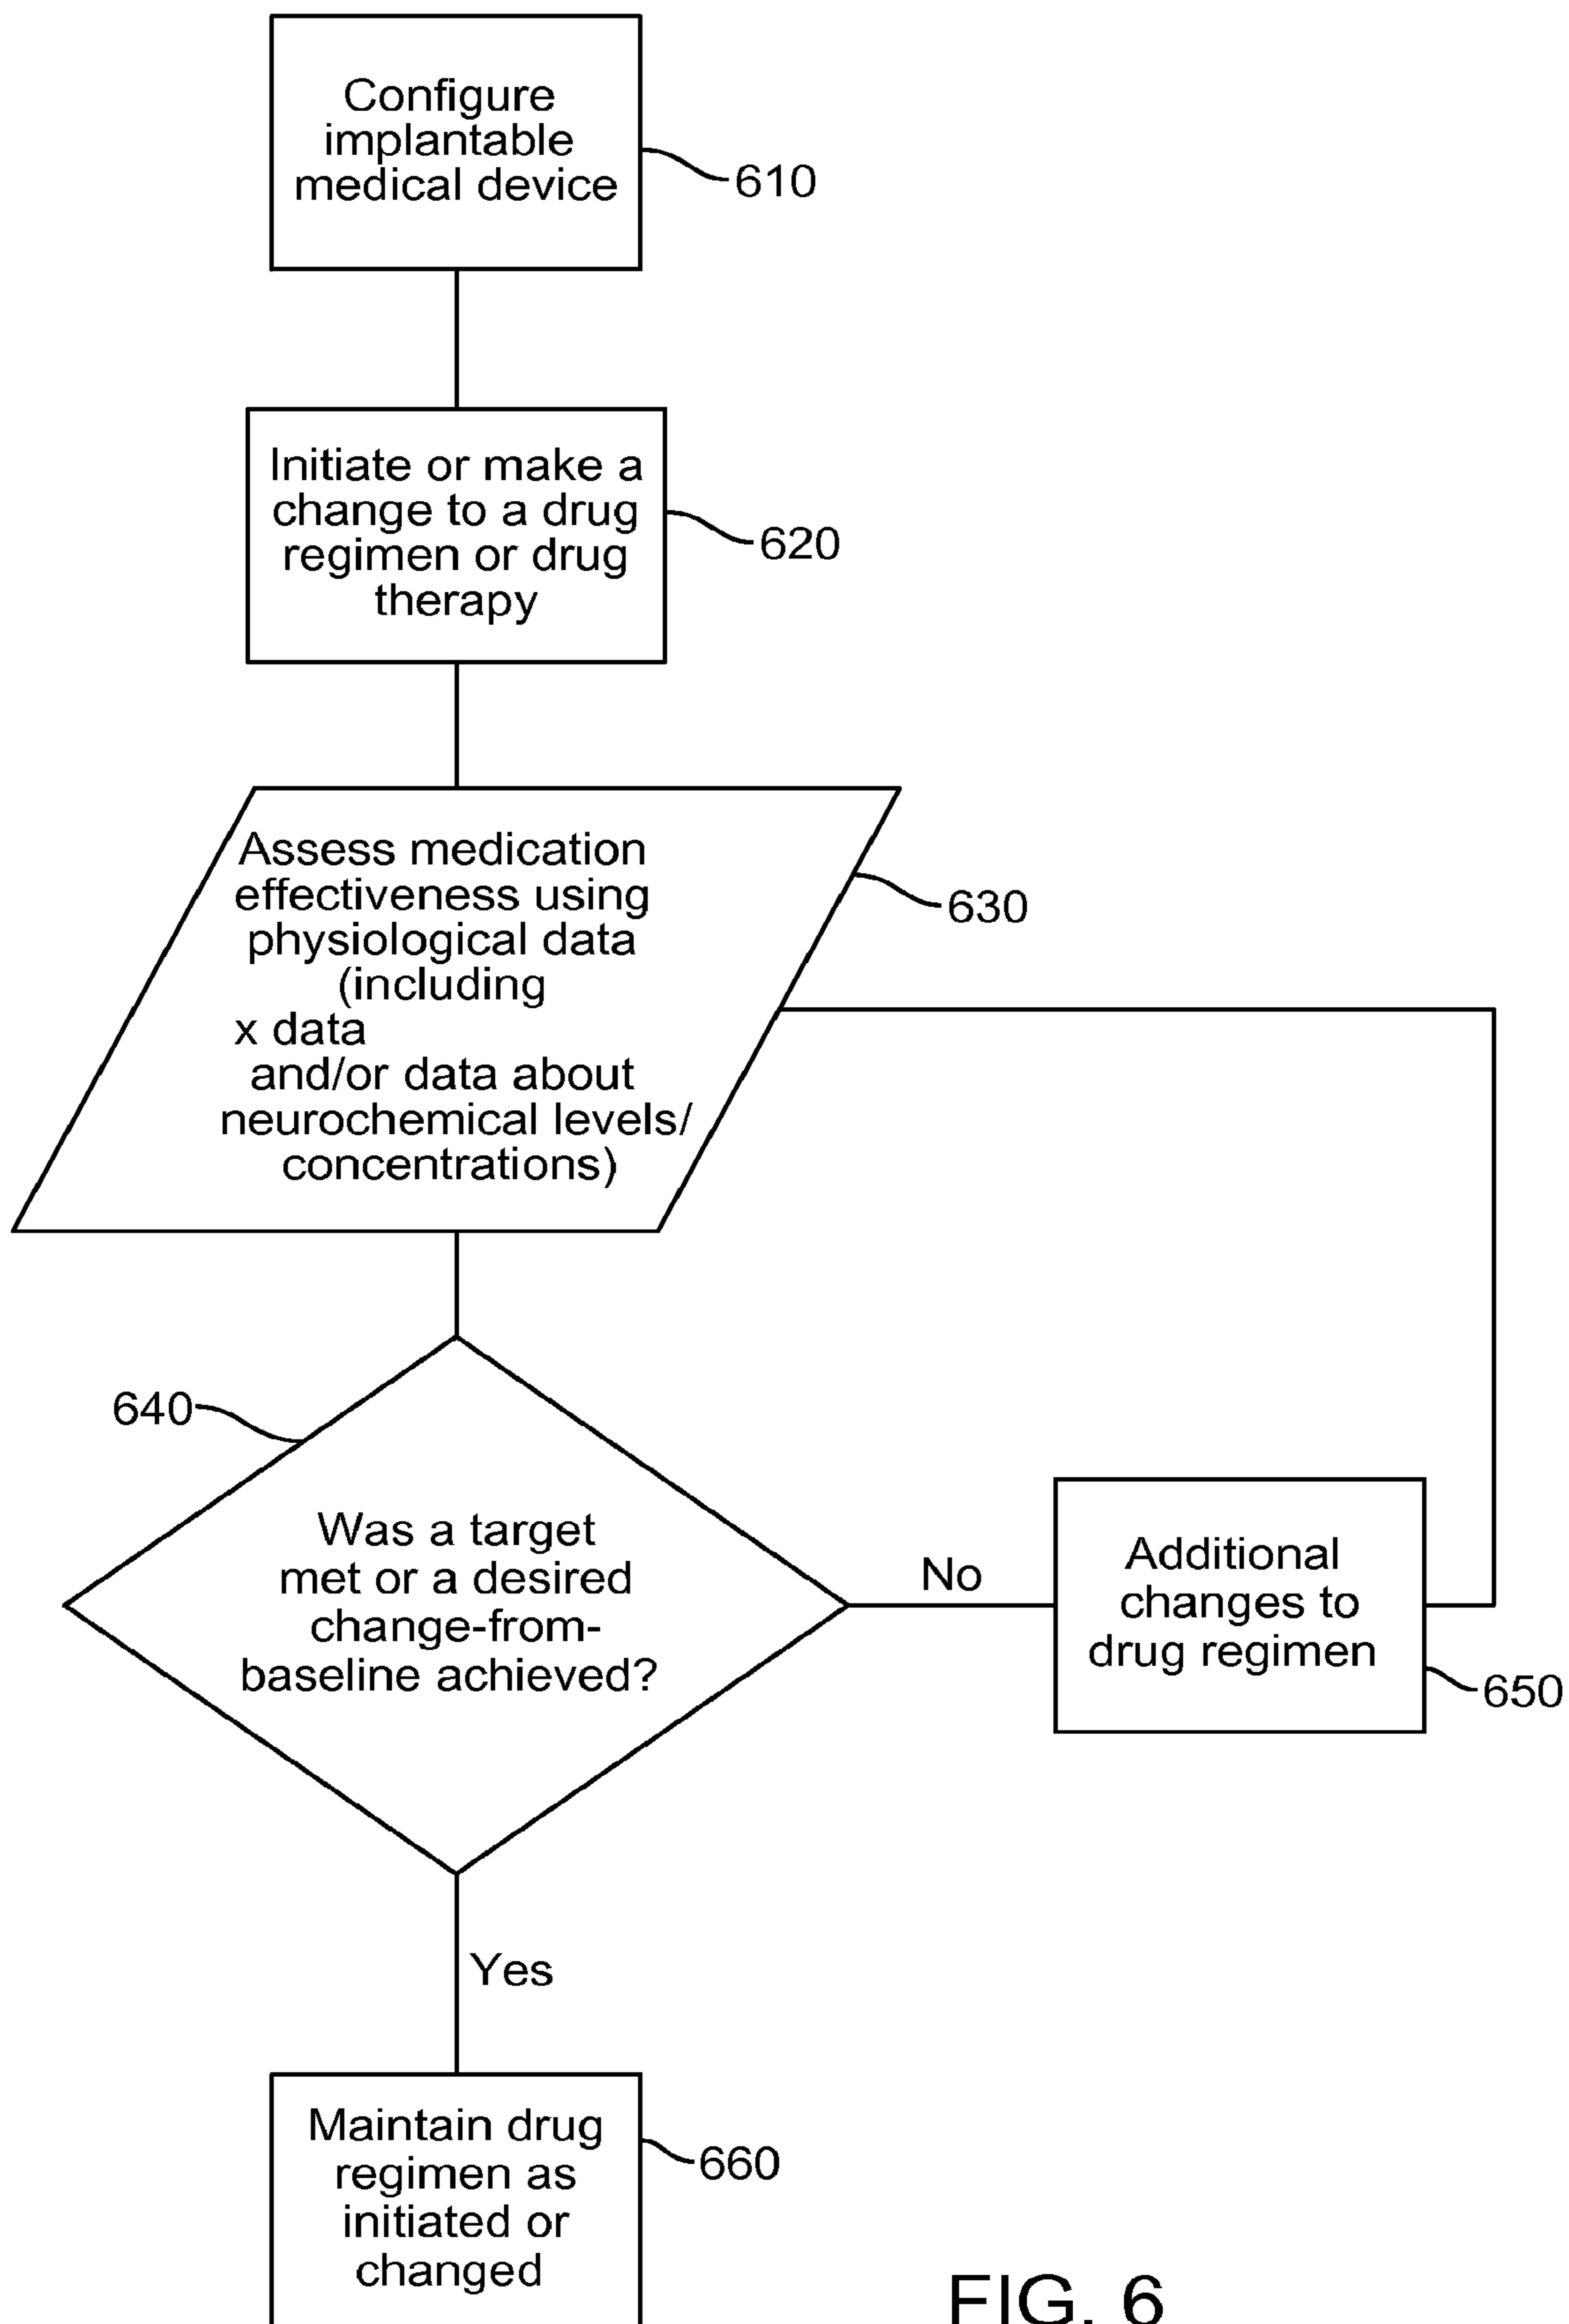 Configure
implantable
medical device
610
Initiate or make a
change to a drug
regimen or drug
therapy
620
Assess medication
effectiveness using
physiological data
(including
x data
and/or data about
neurochemical levels/
concentrations)
630
640
Was a target
met or a desired
change-from-
baseline achieved?
No
Additional
changes to
drug regimen
650
Yes
Maintain drug
regimen as
initiated or
changed
660
FIG. 6